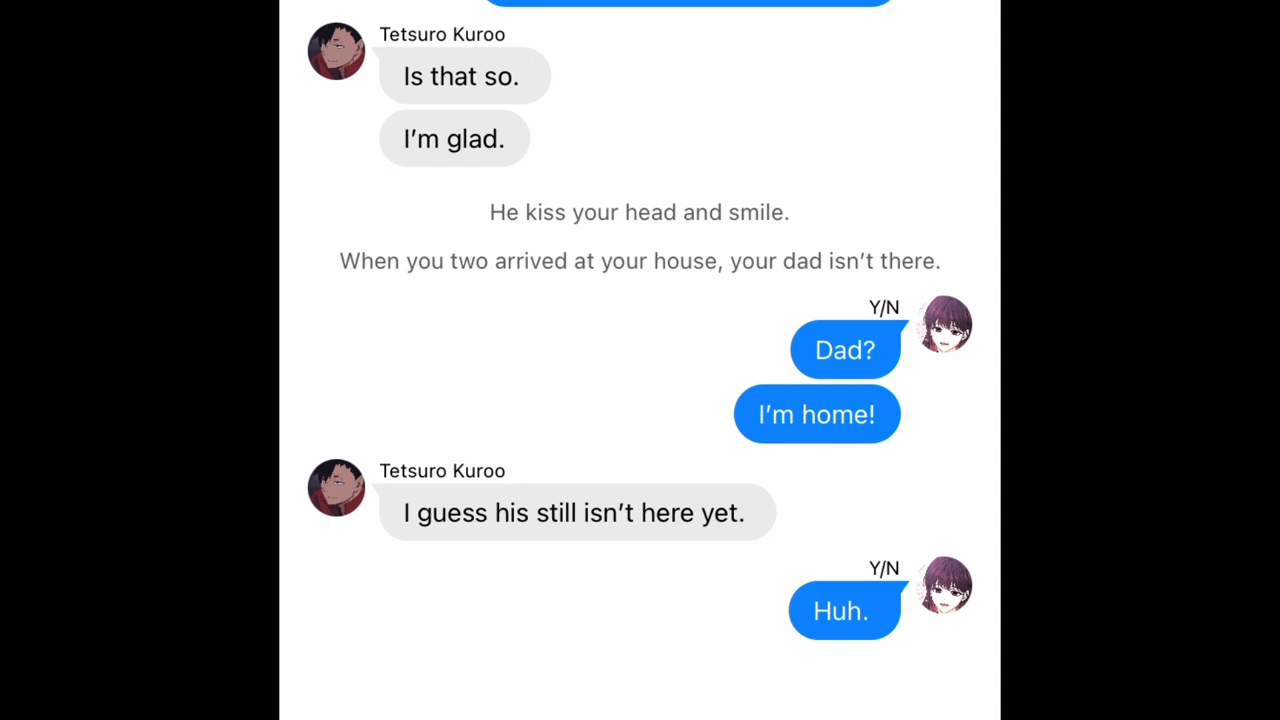 Tetsuro Kuroo
Is that so.
I’m glad.
He kiss your head and smile.
When you two arrived at your house, your dad isn’t there.
Y/N
Dad?
I’m home!
Tetsuro Kuroo
I guess his still isn’t here yet.
Y/N
Huh.